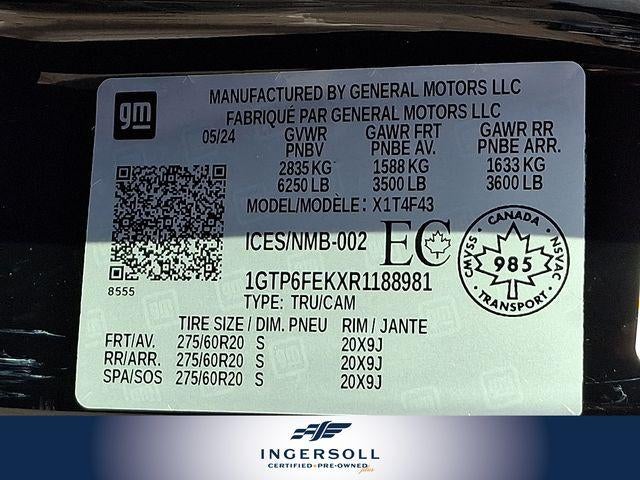 gm
MANUFACTURED BY GENERAL MOTORS LLC
FABRIQUÉ PAR GENERAL MOTORS LLC
05/24 GVWR GAWR FRT GAWR RR
PNBV PNBE AV. PNBE ARR.
2835 KG 1588 KG 1633 KG
6250 LB 3500 LB 3600 LB
MODEL/MODÈLE: X1T4F43
ICES/NMB-002 EC
CANADA
CMVSS 985 NSVAC
TRANSPORT
1GTP6FEKXR1188981
8555
TYPE: TRU/CAM
TIRE SIZE / DIM. PNEU RIM / JANTE
FRT/AV. 275/60R20 S 20X9J
RR/ARR. 275/60R20 S 20X9J
SPA/SOS 275/60R20 S 20X9J
INGERSOLL
CERTIFIED • PRE-OWNED plus